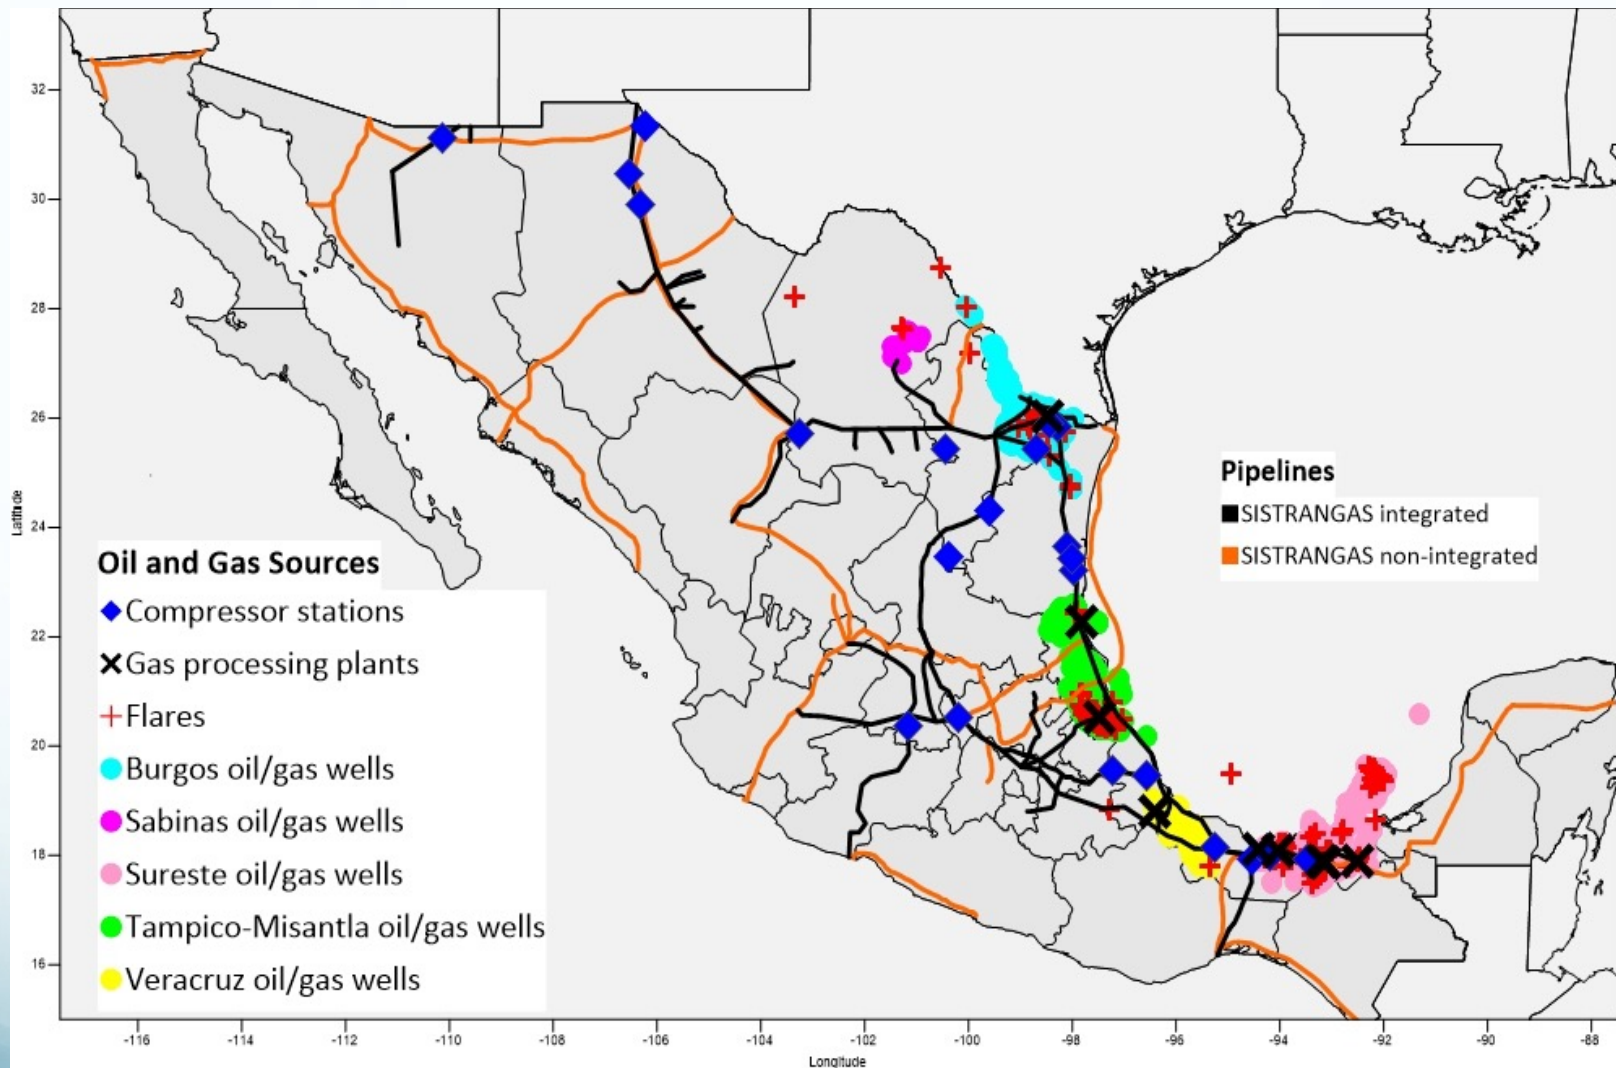 32
30
28
26
24
22
20
18
16
Latitude
Oil and Gas Sources
Compressor stations
Gas processing plants
Flares
Burgos oil/gas wells
Sabinas oil/gas wells
Sureste oil/gas wells
Tampico-Misantla oil/gas wells
Veracruz oil/gas wells
Pipelines
SISTRANGAS integrated
SISTRANGAS non-integrated
-116 -114 -112 -110 -108 -106 -104 -102 -100 -98 -96 -94 -92 -90 -88
Longitude